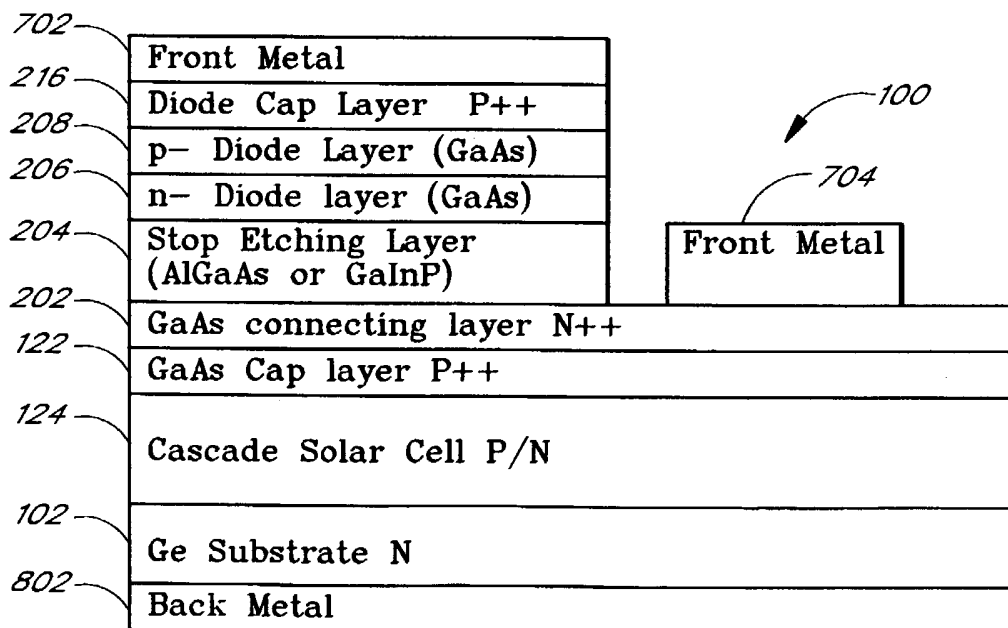 702
Front Metal
216
Diode Cap Layer P++
100
208
p- Diode Layer (GaAs)
206
n- Diode layer (GaAs)
704
204
Stop Etching Layer
(AlGaAs or GaInP)
Front Metal
202
GaAs connecting layer N++
122
GaAs Cap layer P++
124
Cascade Solar Cell P/N
102
Ge Substrate N
802
Back Metal